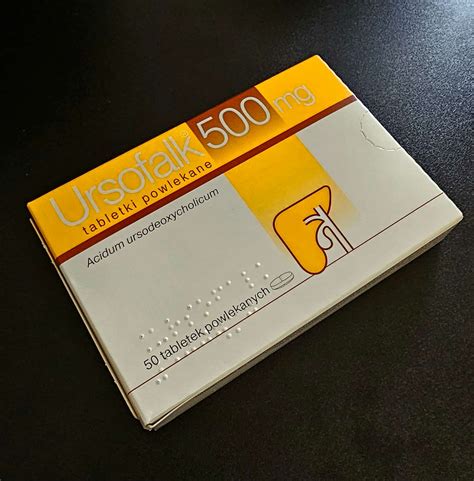 Ursofalk® 500 mg
tabletki powlekane
Acidum ursodeoxycholicum
50 tabletek powlekanych